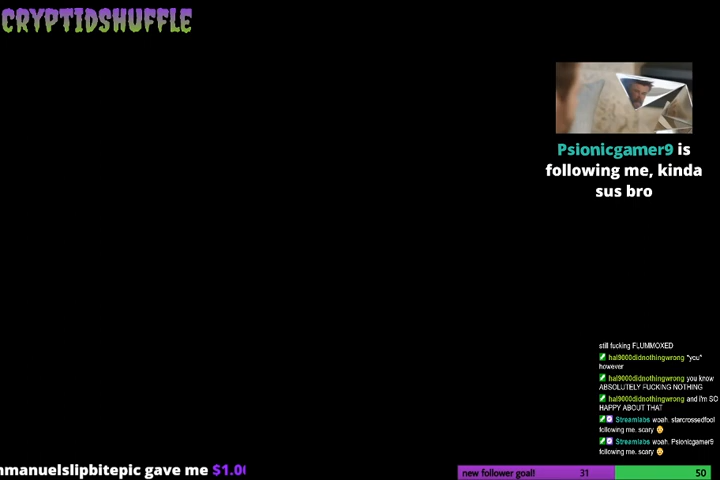 CRYPTIDSHUFFLE
Psionicgamer9 is
following me, kinda
sus bro
still fucking FLUMMOXED
hal9000didnothingwrong *you*
however
hal9000didnothingwrong you know
ABSOLUTELY FUCKING NOTHING
hal9000didnothingwrong and i'm SO
HAPPY ABOUT THAT
Streamlabs woah. starcrossedfool
following me. scary
Streamlabs woah. Psionicgamer9
following me. scary
nmanuelslipbitepic gave me $1.0
new follower goal! 31 50